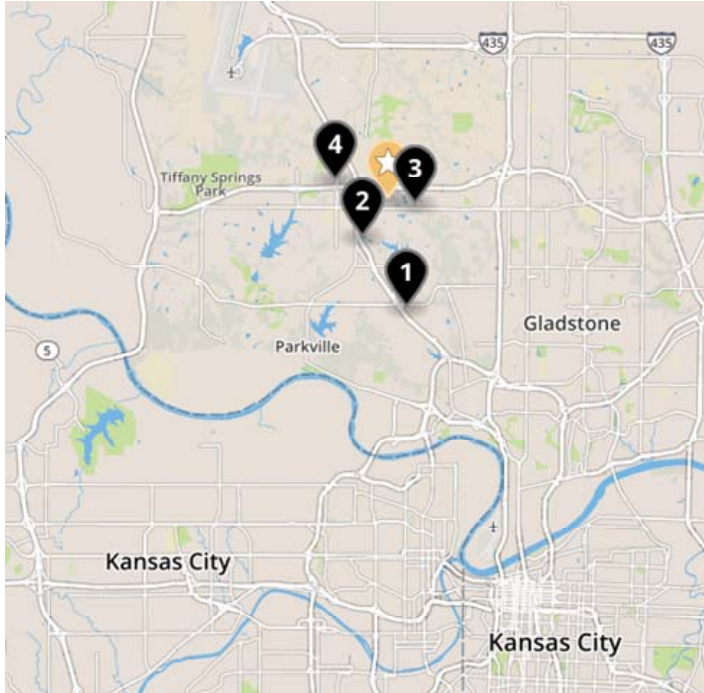 435
435
4
3
Tiffany Springs
Park
2
1
Gladstone
Parkville
5
Kansas City
Kansas City